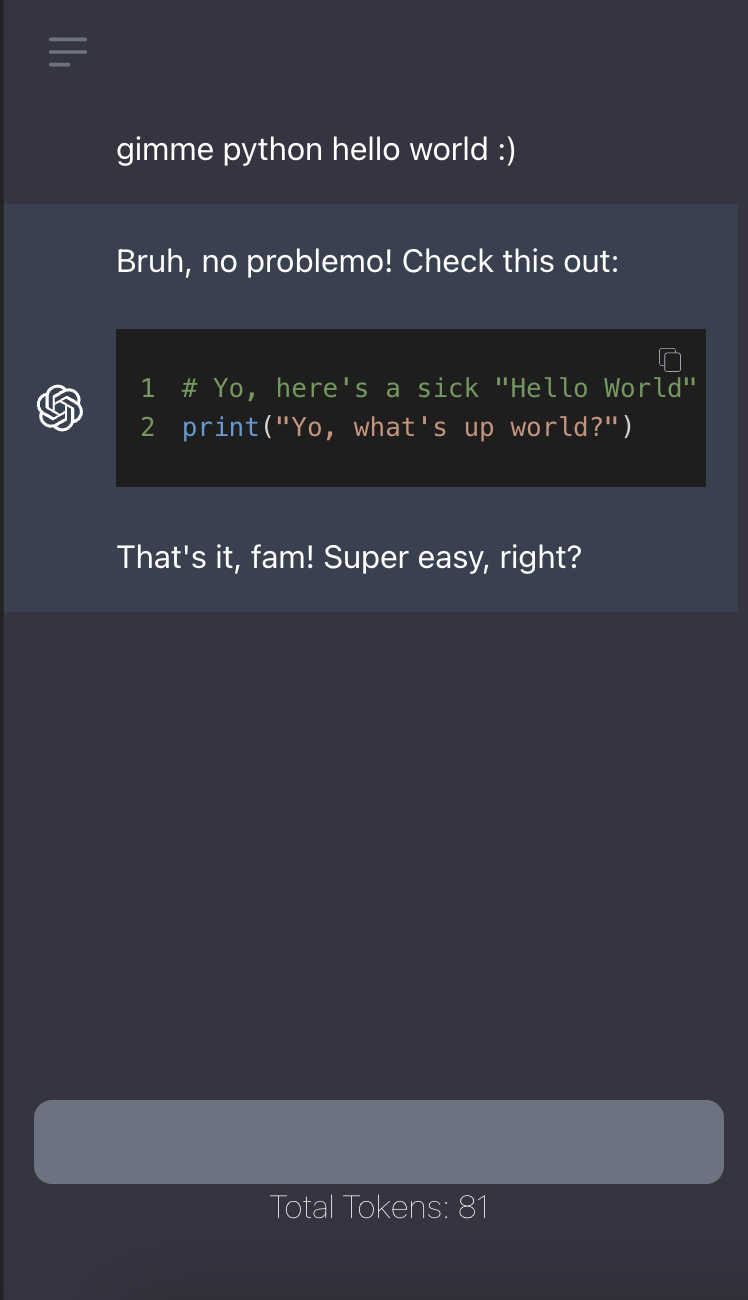 gimme python hello world :)
Bruh, no problemo! Check this out:
1 # Yo, here's a sick "Hello World"
2 print("Yo, what's up world?")
That's it, fam! Super easy, right?
Total Tokens: 81